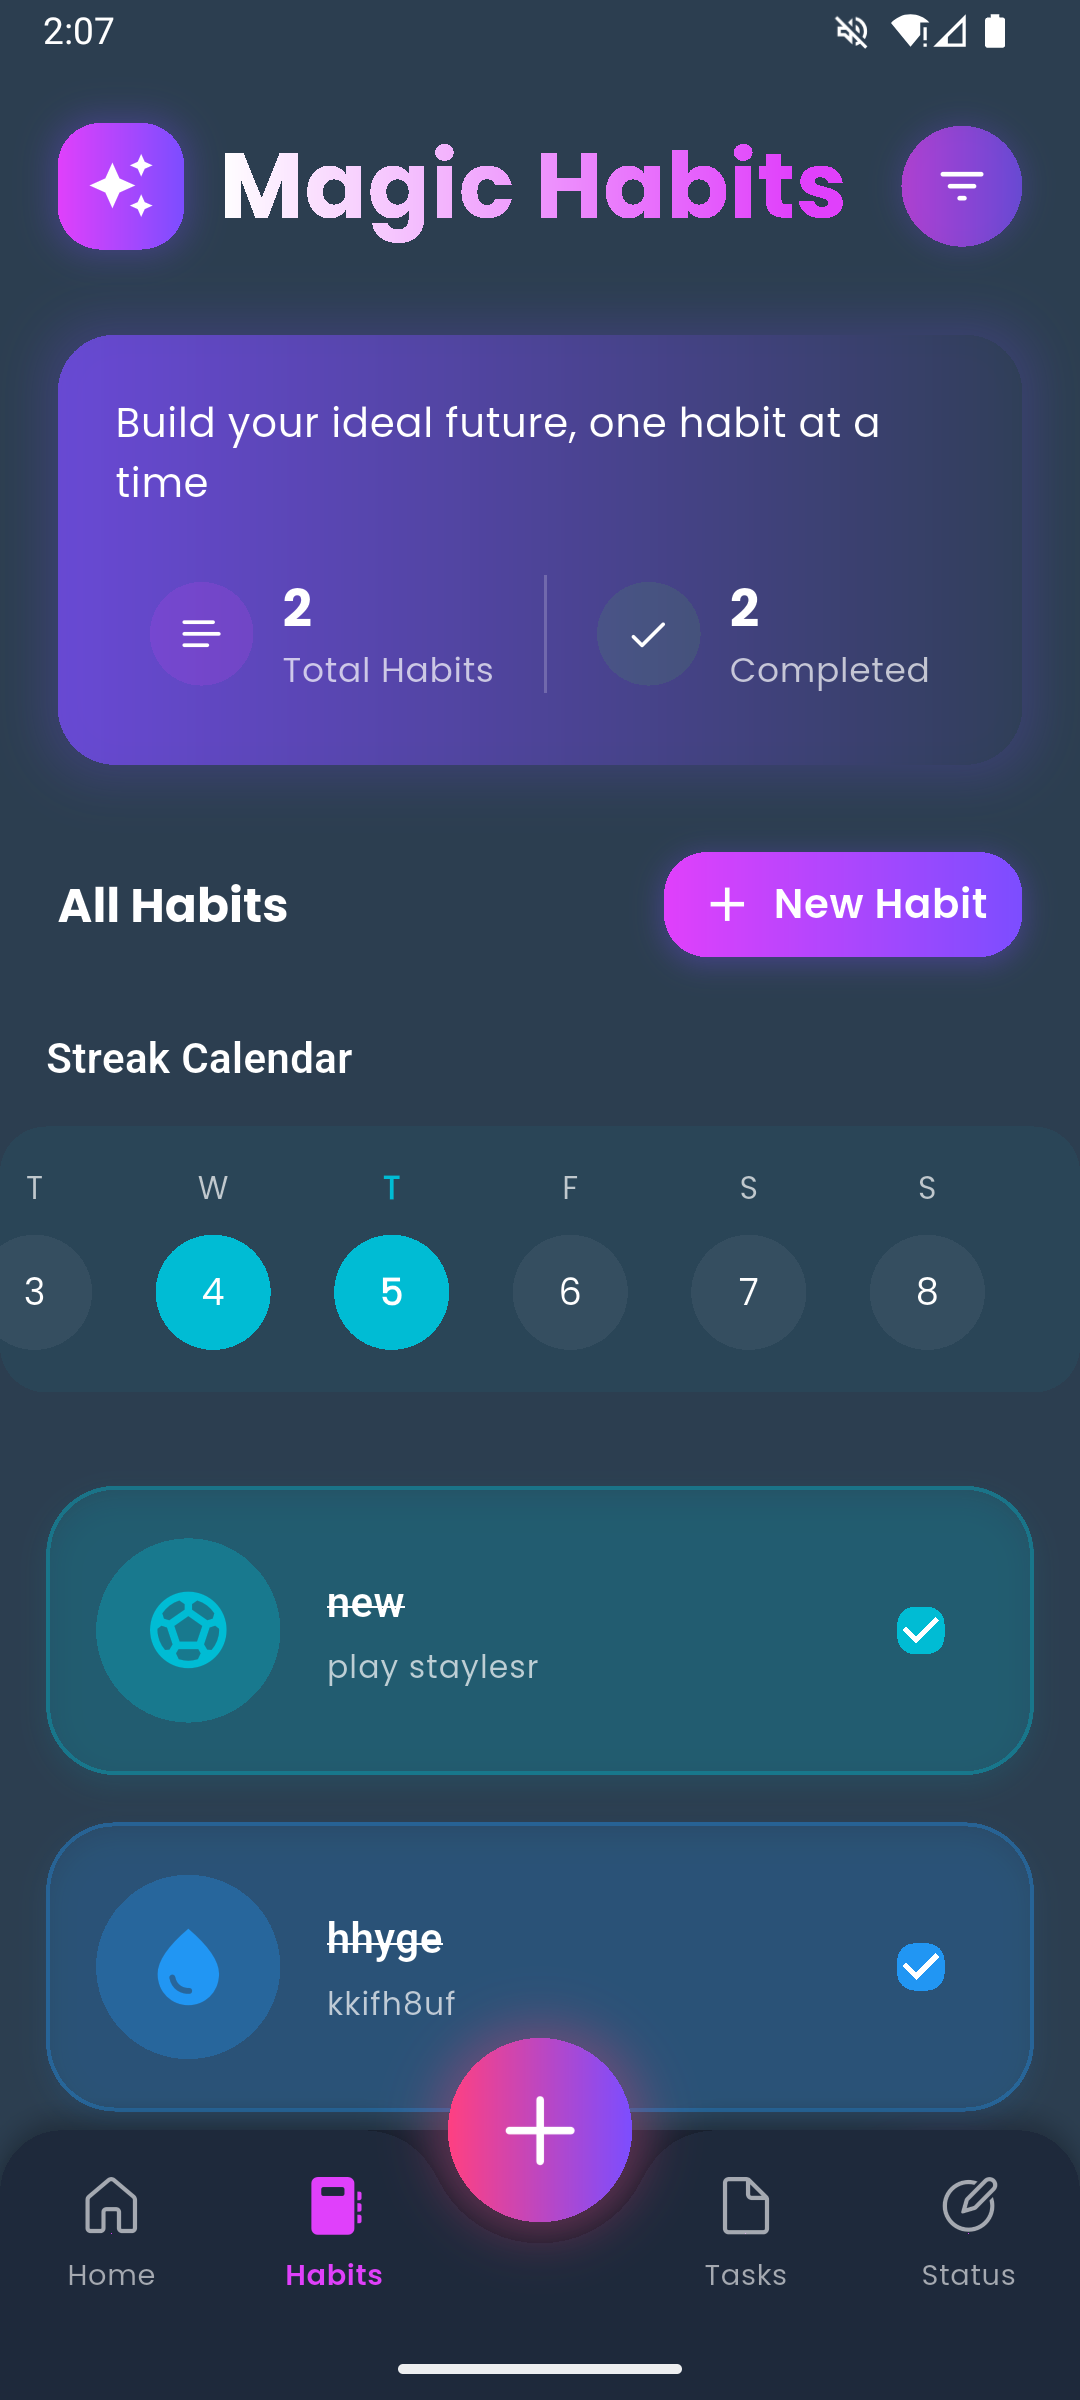 2:07
Magic Habits
Build your ideal future, one habit at a
time
2
Total Habits
2
Completed
All Habits
New Habit
Streak Calendar
T W T F S S
3 4 5 6 7 8
new
play staylesr
hhyge
kkifh8uf
Home Habits Tasks Status